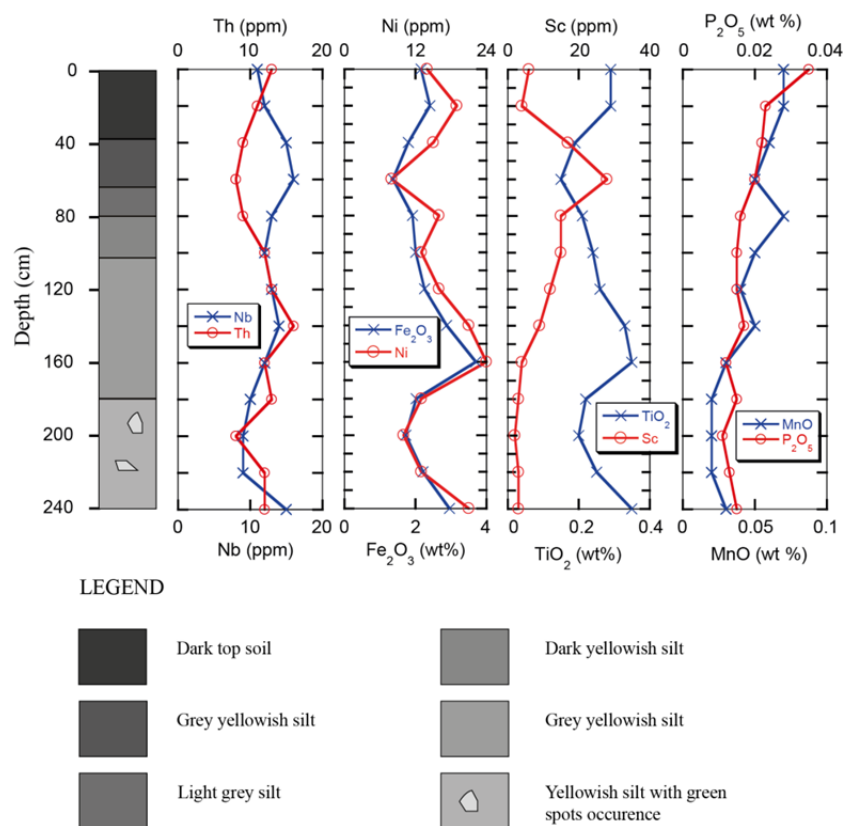 Th (ppm)
Ni (ppm)
Sc (ppm)
P₂O₅ (wt %)
0 10 20
0 12 24
0 20 40
0 0.02 0.04
Depth (cm)
0
40
80
120
160
200
240
Nb
Th
Fe₂O₃
Ni
TiO₂
Sc
MnO
P₂O₅
0 10 20
0 2 4
0 0.2 0.4
0 0.05 0.1
Nb (ppm)
Fe₂O₃ (wt%)
TiO₂ (wt%)
MnO (wt %)
LEGEND
Dark top soil
Grey yellowish silt
Light grey silt
Dark yellowish silt
Grey yellowish silt
Yellowish silt with green
spots occurence